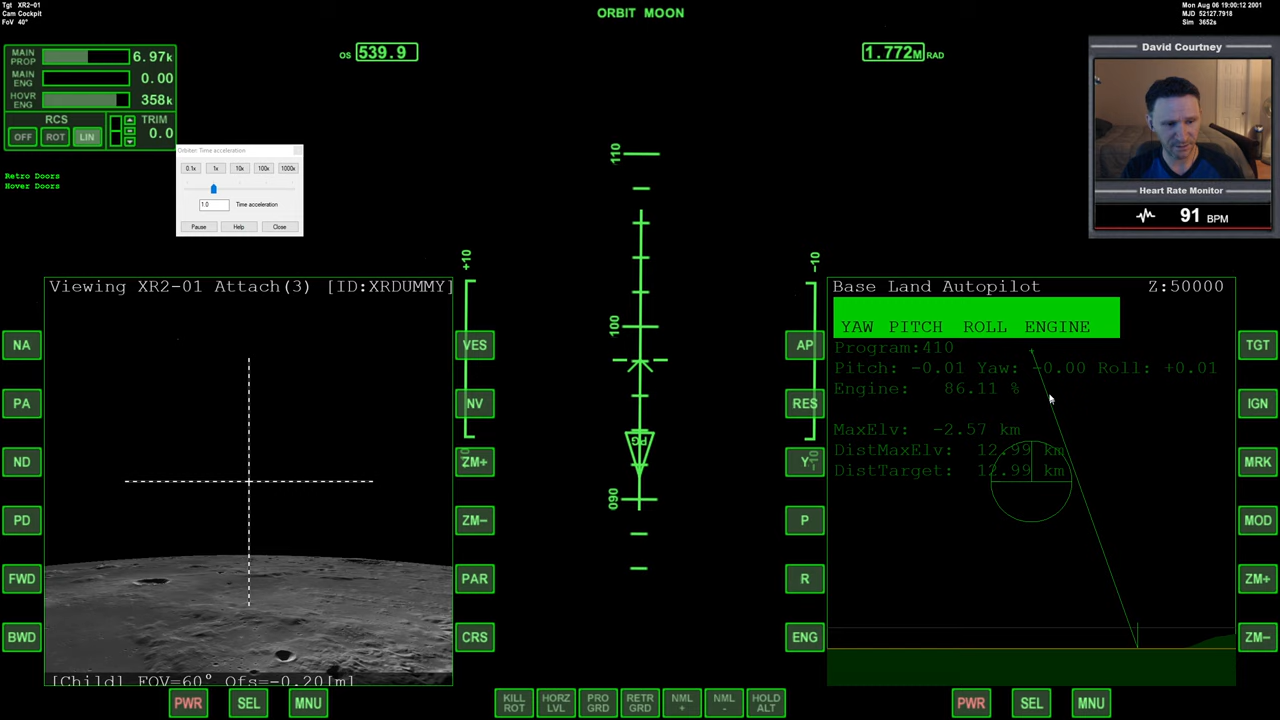 Tgt XR2-01
Cam Cockpit
FoV 40°
ORBIT MOON
Mon Aug 06 19:00:12 2001
MJD 52127.7918
Sim 3652s
MAIN PROP 6.97k
MAIN ENG 0.00
HOVR ENG 358k
RCS TRIM
OFF ROT LIN 0.0
Retro Doors
Hover Doors
OS 539.9
1.772M RAD
David Courtney
Heart Rate Monitor
91 BPM
Orbiter: Time acceleration
0.1x 1x 10x 100x 1000x
1.0 Time acceleration
Pause Help Close
110
100
090
PG
+10
-10
Viewing XR2-01 Attach(3) [ID:XRDUMMY]
[Child] FOV=60° Ofs=-0.20[m]
NA
PA
ND
PD
FWD
BWD
VES
NV
ZM+
ZM-
PAR
CRS
PWR SEL MNU
KILL ROT
HORZ LVL
PRO GRD
RETR GRD
NML +
NML -
HOLD ALT
Base Land Autopilot Z:50000
YAW PITCH ROLL ENGINE
Program:410
Pitch: -0.01 Yaw: -0.00 Roll: +0.01
Engine: 86.11 %
MaxElv: -2.57 km
DistMaxElv: 12.99 km
DistTarget: 12.99 km
AP
RES
Y
P
R
ENG
TGT
IGN
MRK
MOD
ZM+
ZM-
PWR SEL MNU